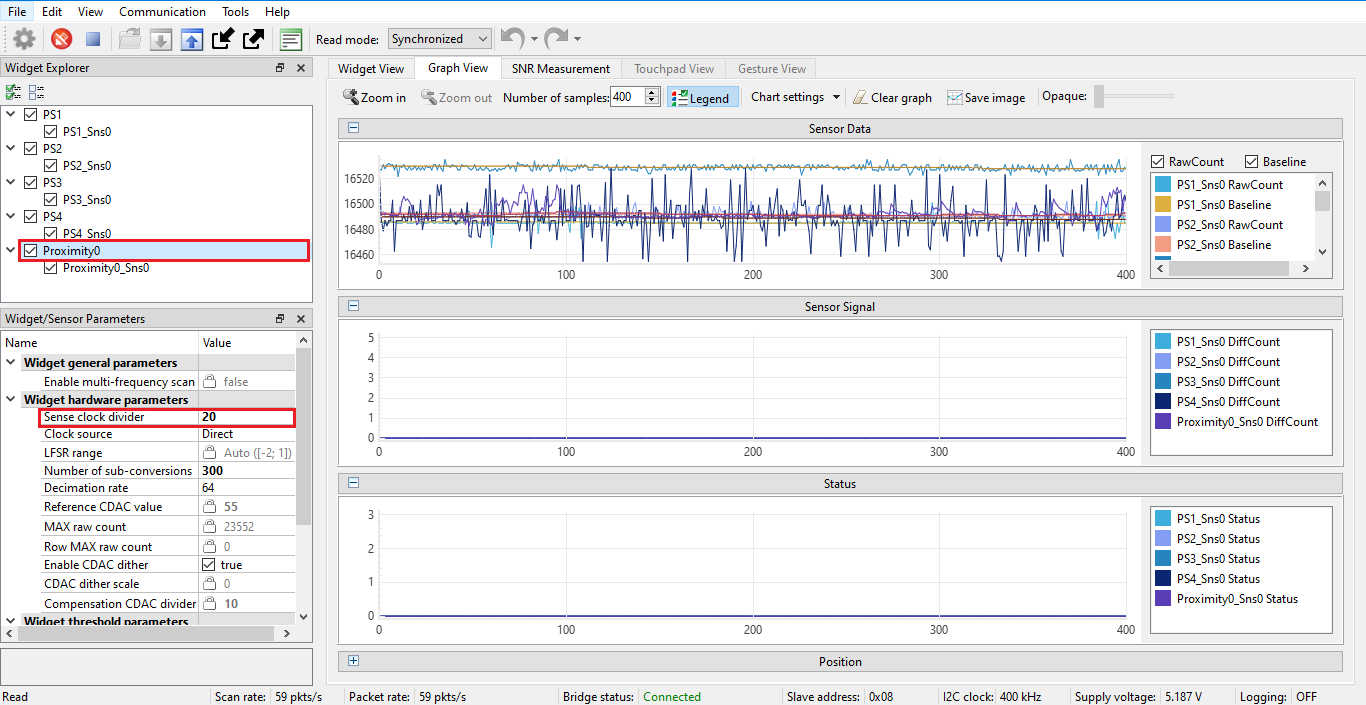 File Edit View Communication Tools Help
Read mode: Synchronized
Widget Explorer
PS1
PS1_Sns0
PS2
PS2_Sns0
PS3
PS3_Sns0
PS4
PS4_Sns0
Proximity0
Proximity0_Sns0
Widget/Sensor Parameters
Name Value
Widget general parameters
Enable multi-frequency scan false
Widget hardware parameters
Sense clock divider 20
Clock source Direct
LFSR range Auto ([-2; 1])
Number of sub-conversions 300
Decimation rate 64
Reference CDAC value 55
MAX raw count 23552
Row MAX raw count 0
Enable CDAC dither true
CDAC dither scale 0
Compensation CDAC divider 10
Widget threshold parameters
Widget View Graph View SNR Measurement Touchpad View Gesture View
Zoom in Zoom out Number of samples: 400 Legend Chart settings Clear graph Save image Opaque:
Sensor Data
16520
16500
16480
16460
0 100 200 300 400
RawCount Baseline
PS1_Sns0 RawCount
PS1_Sns0 Baseline
PS2_Sns0 RawCount
PS2_Sns0 Baseline
Sensor Signal
5
4
3
2
1
0
0 100 200 300 400
PS1_Sns0 DiffCount
PS2_Sns0 DiffCount
PS3_Sns0 DiffCount
PS4_Sns0 DiffCount
Proximity0_Sns0 DiffCount
Status
3
2
1
0
0 100 200 300 400
PS1_Sns0 Status
PS2_Sns0 Status
PS3_Sns0 Status
PS4_Sns0 Status
Proximity0_Sns0 Status
Position
Read Scan rate: 59 pkts/s Packet rate: 59 pkts/s Bridge status: Connected Slave address: 0x08 I2C clock: 400 kHz Supply voltage: 5.187 V Logging: OFF